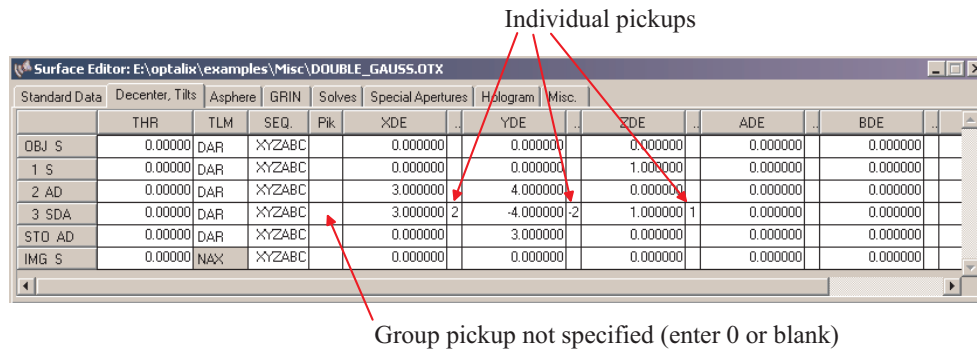 Individual pickups
Surface Editor: E:\optalix\examples\Misc\DOUBLE_GAUSS.OTX
Standard Data Decenter, Tilts Asphere GRIN Solves Special Apertures Hologram Misc.
THR TLM SEQ. Pik XDE .. YDE .. ZDE .. ADE .. BDE ..
OBJ S 0.00000 DAR XYZABC 0.000000 0.000000 0.000000 0.000000 0.000000
1 S 0.00000 DAR XYZABC 0.000000 0.000000 1.000000 0.000000 0.000000
2 AD 0.00000 DAR XYZABC 3.000000 4.000000 0.000000 0.000000 0.000000
3 SDA 0.00000 DAR XYZABC 3.000000 2 -4.000000 -2 1.000000 1 0.000000 0.000000
STO AD 0.00000 DAR XYZABC 0.000000 3.000000 0.000000 0.000000 0.000000
IMG S 0.00000 NAX XYZABC 0.000000 0.000000 0.000000 0.000000 0.000000
Group pickup not specified (enter 0 or blank)